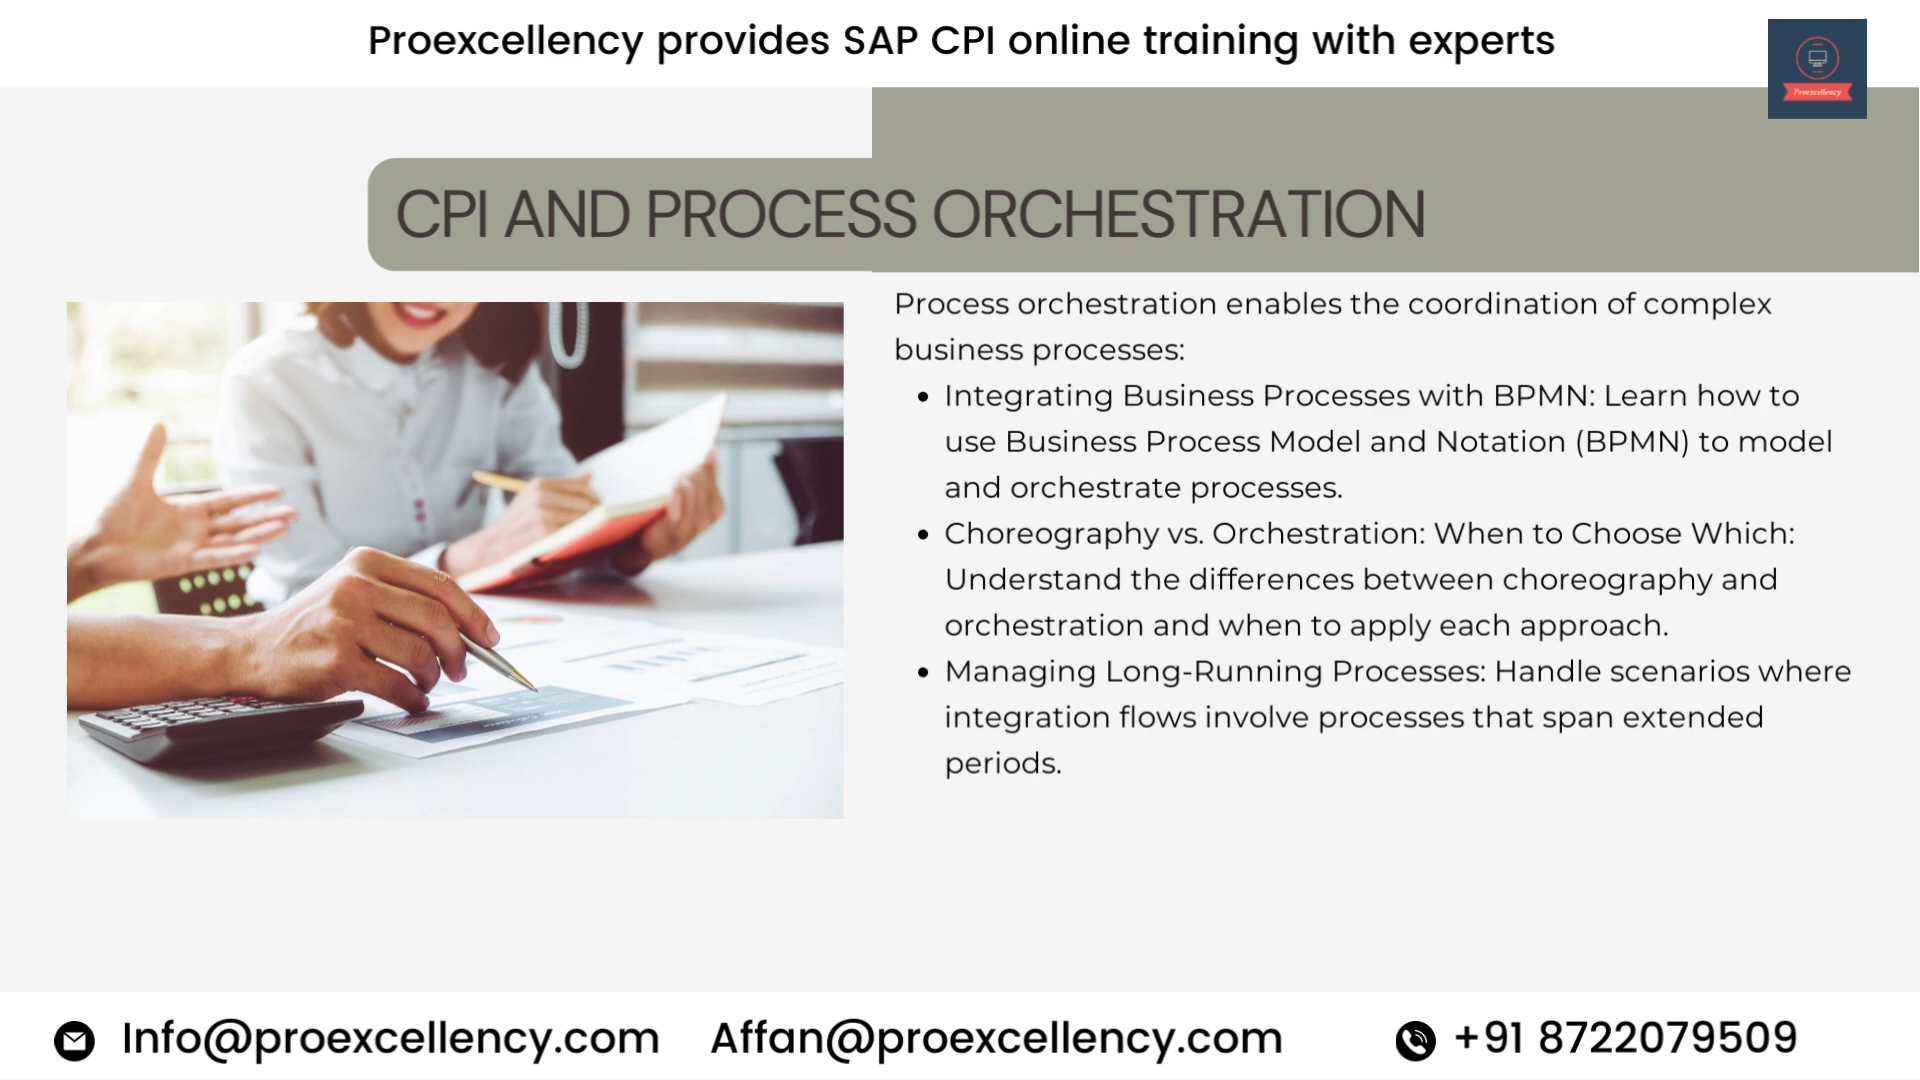 Proexcellency provides SAP CPI online training with experts
Proexcellency
CPI AND PROCESS ORCHESTRATION
Process orchestration enables the coordination of complex
business processes:
• Integrating Business Processes with BPMN: Learn how to
use Business Process Model and Notation (BPMN) to model
and orchestrate processes.
• Choreography vs. Orchestration: When to Choose Which:
Understand the differences between choreography and
orchestration and when to apply each approach.
• Managing Long-Running Processes: Handle scenarios where
integration flows involve processes that span extended
periods.
Info@proexcellency.com Affan@proexcellency.com +91 8722079509